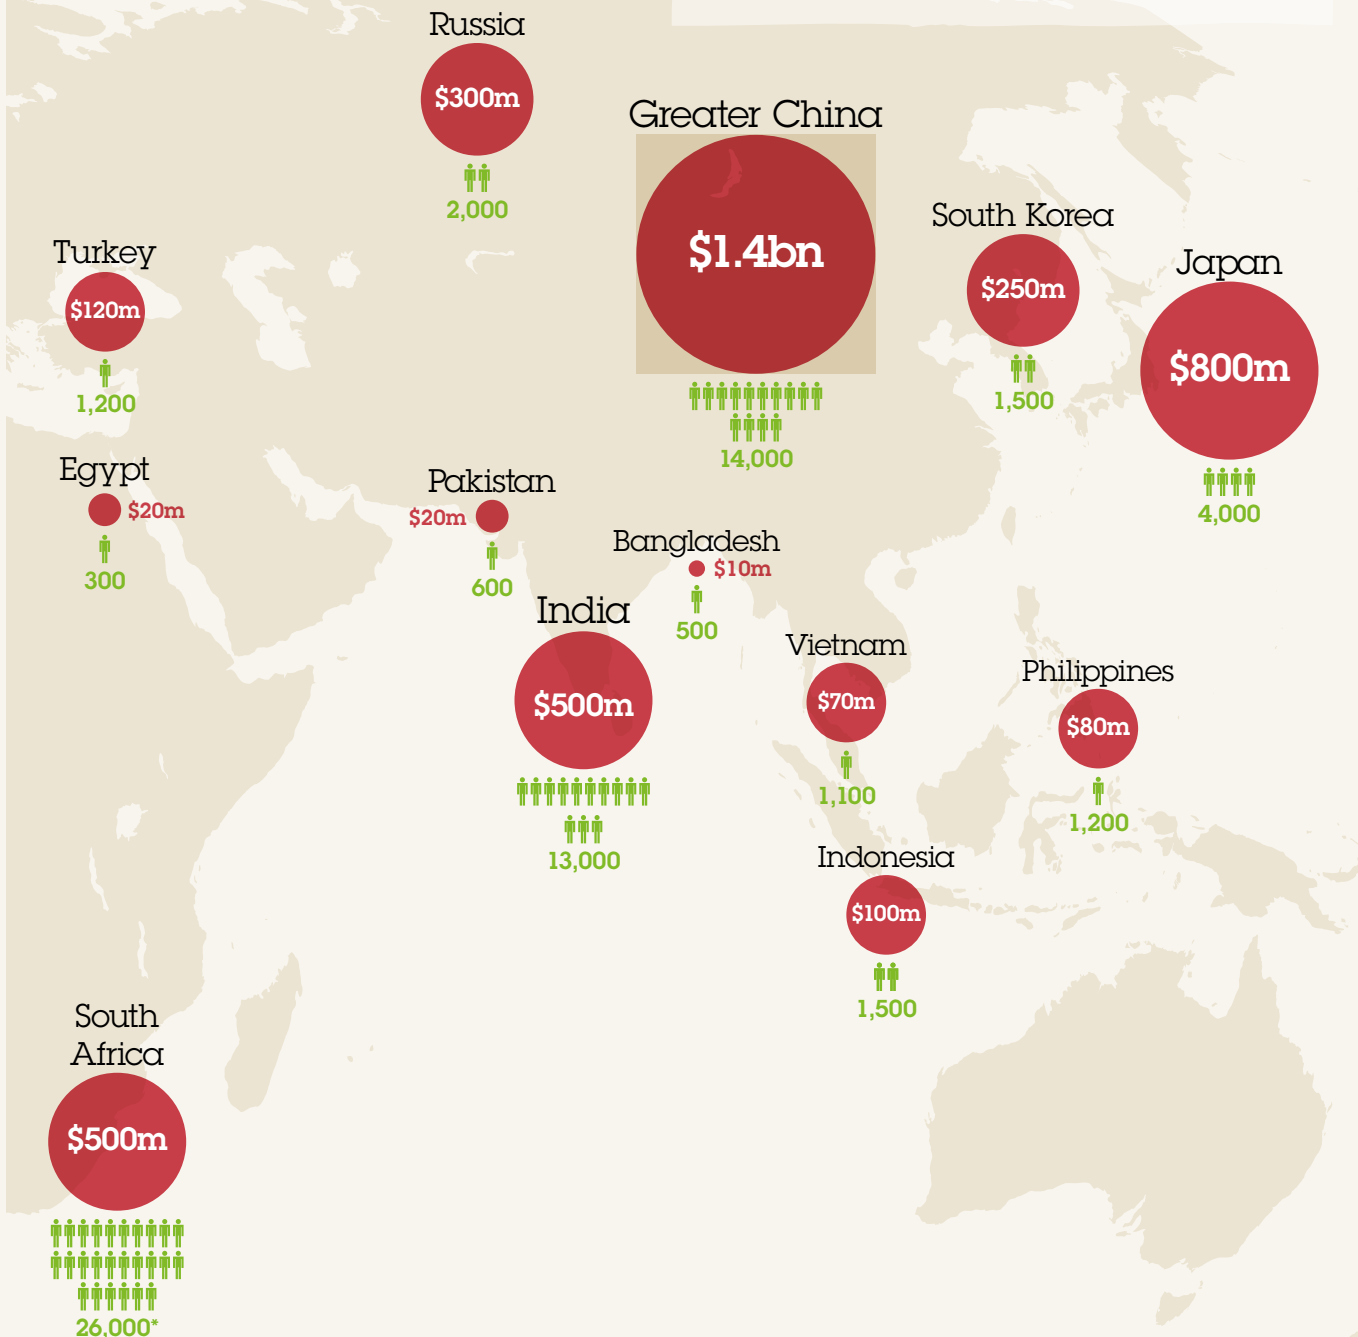 Russia
$300m
2,000
Greater China
$1.4bn
14,000
South Korea
$250m
1,500
Japan
$800m
4,000
Turkey
$120m
1,200
Egypt
$20m
300
Pakistan
$20m
600
Bangladesh
$10m
500
India
$500m
13,000
Vietnam
$70m
1,100
Philippines
$80m
1,200
Indonesia
$100m
1,500
South
Africa
$500m
26,000*